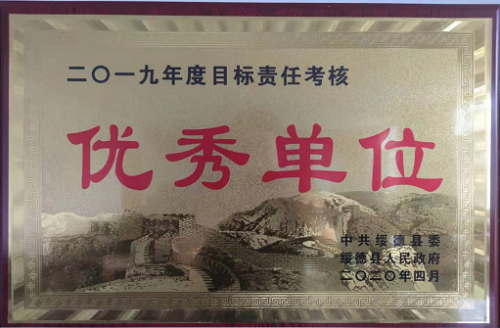 二〇一九年度目标责任考核
优秀单位
中共绥德县委
绥德县人民政府
二〇二〇年四月